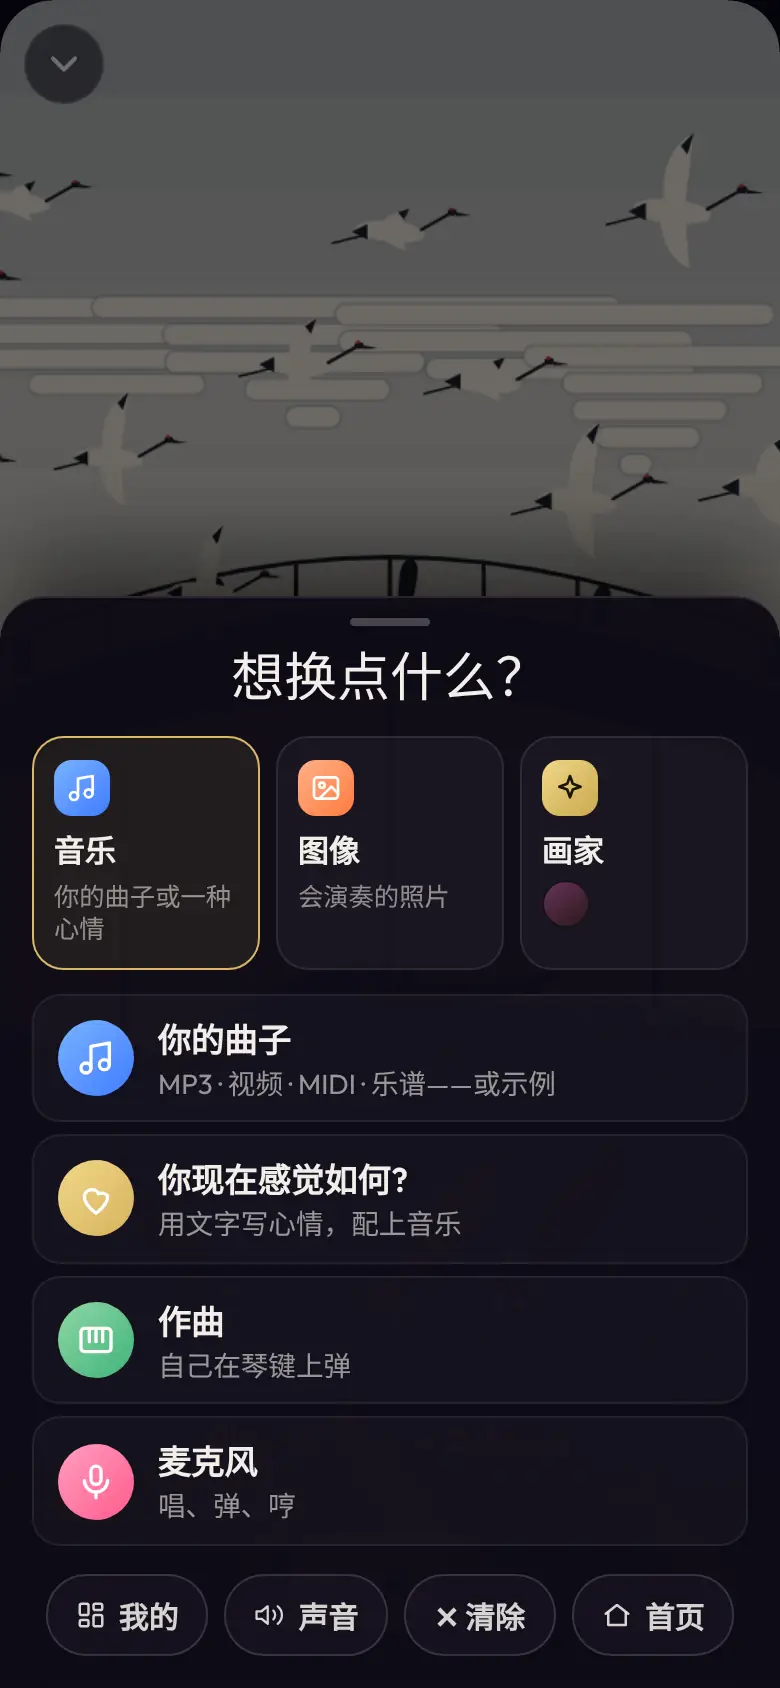 想换点什么？
音乐
你的曲子或一种
心情
图像
会演奏的照片
画家
你的曲子
MP3·视频·MIDI·乐谱——或示例
你现在感觉如何?
用文字写心情，配上音乐
作曲
自己在琴键上弹
麦克风
唱、弹、哼
我的
声音
× 清除
首页